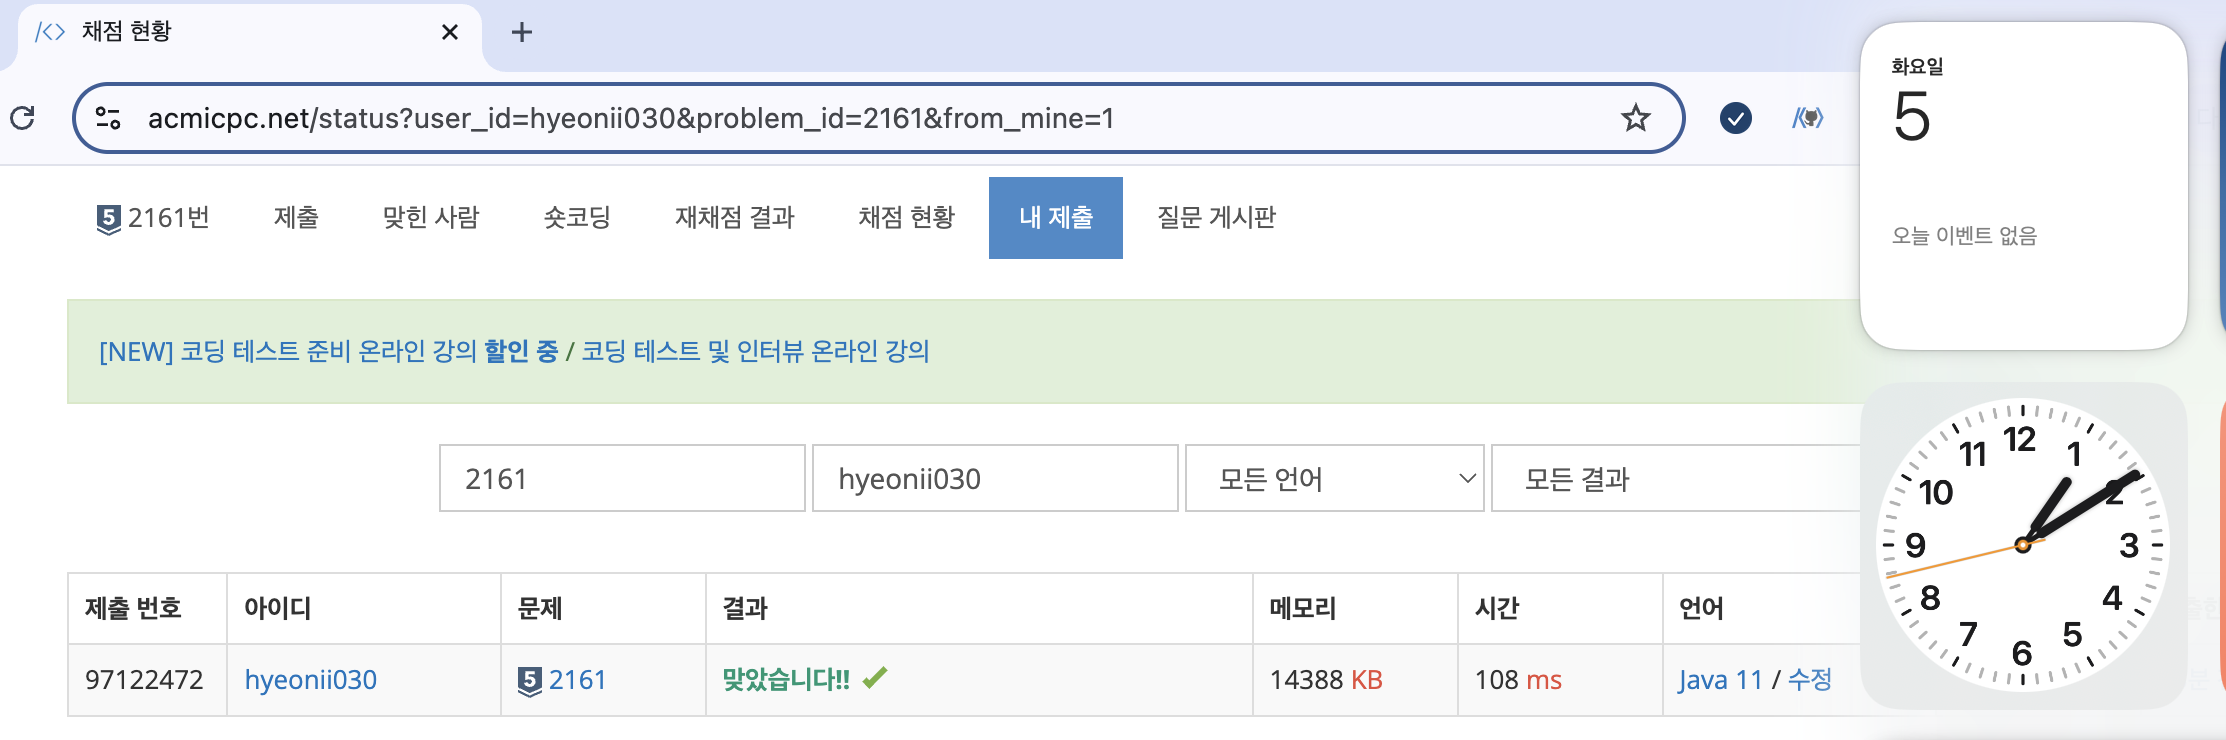 채점 현황
acmicpc.net/status?user_id=hyeonii030&problem_id=2161&from_mine=1
5 2161번 제출 맞힌 사람 숏코딩 재채점 결과 채점 현황 내 제출 질문 게시판
[NEW] 코딩 테스트 준비 온라인 강의 할인 중 / 코딩 테스트 및 인터뷰 온라인 강의
2161 hyeonii030 모든 언어 모든 결과
제출 번호 아이디 문제 결과 메모리 시간 언어
97122472 hyeonii030 5 2161 맞았습니다!! 14388 KB 108 ms Java 11 / 수정
화요일
5
오늘 이벤트 없음
12
11 1
10 2
9 3
8 4
7 5
6